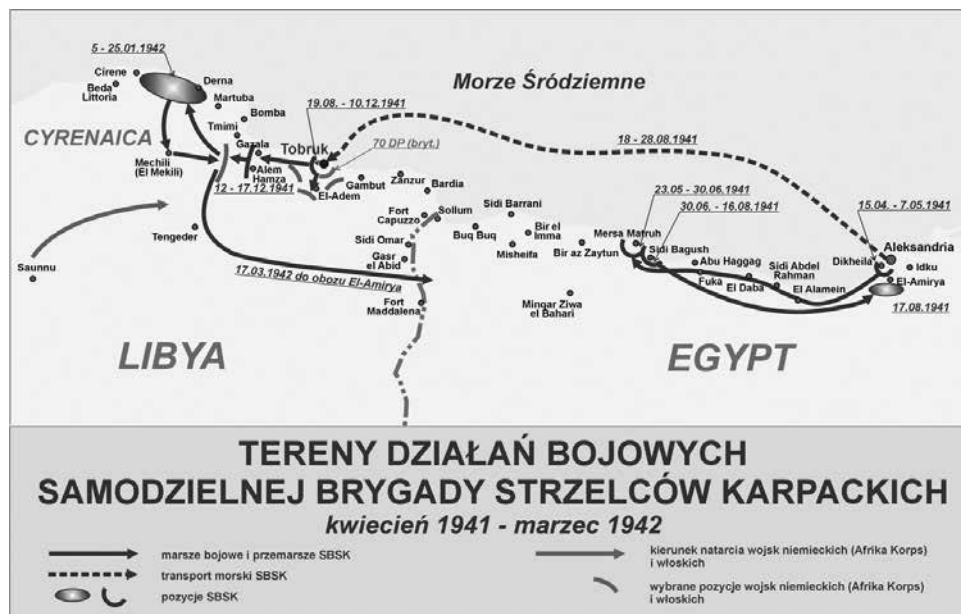 5 - 25.01.1942
Cirene
Derna
Beda
Littoria
Martuba
Bomba
Tmimi
CYRENAICA
Gazala
Mechili
(El Mekili)
Alem
Hamza
12 - 17.12.1941
Morze Śródziemne
19.08. - 10.12.1941
Tobruk
70 DP (bryt.)
18 - 28.08.1941
El-Adem
Gambut
Zanzur
Bardia
Fort
Capuzzo
Sollum
Sidi Omar
Gasr
el Abid
Fort
Maddalena
Tengeder
Saunnu
17.03.1942 do obozu El-Amirya
Sidi Barrani
Buq Buq
Bir el
Imma
Misheifa
Bir az Zaytun
Minqar Ziwa
el Bahari
23.05 - 30.06.1941
30.06. - 16.08.1941
Mersa Matruh
Sidi Bagush
Abu Haggag
Fuka
El Daba
Sidi Abdel
Rahman
El Alamein
15.04. - 7.05.1941
Aleksandria
Dikheila
Idku
El-Amirya
17.08.1941
LIBYA
EGYPT
TERENY DZIAŁAŃ BOJOWYCH
SAMODZIELNEJ BRYGADY STRZELCÓW KARPACKICH
kwiecień 1941 - marzec 1942
marsze bojowe i przemarsze SBSK
transport morski SBSK
pozycje SBSK
kierunek natarcia wojsk niemieckich (Afrika Korps)
i włoskich
wybrane pozycje wojsk niemieckich (Afrika Korps)
i włoskich